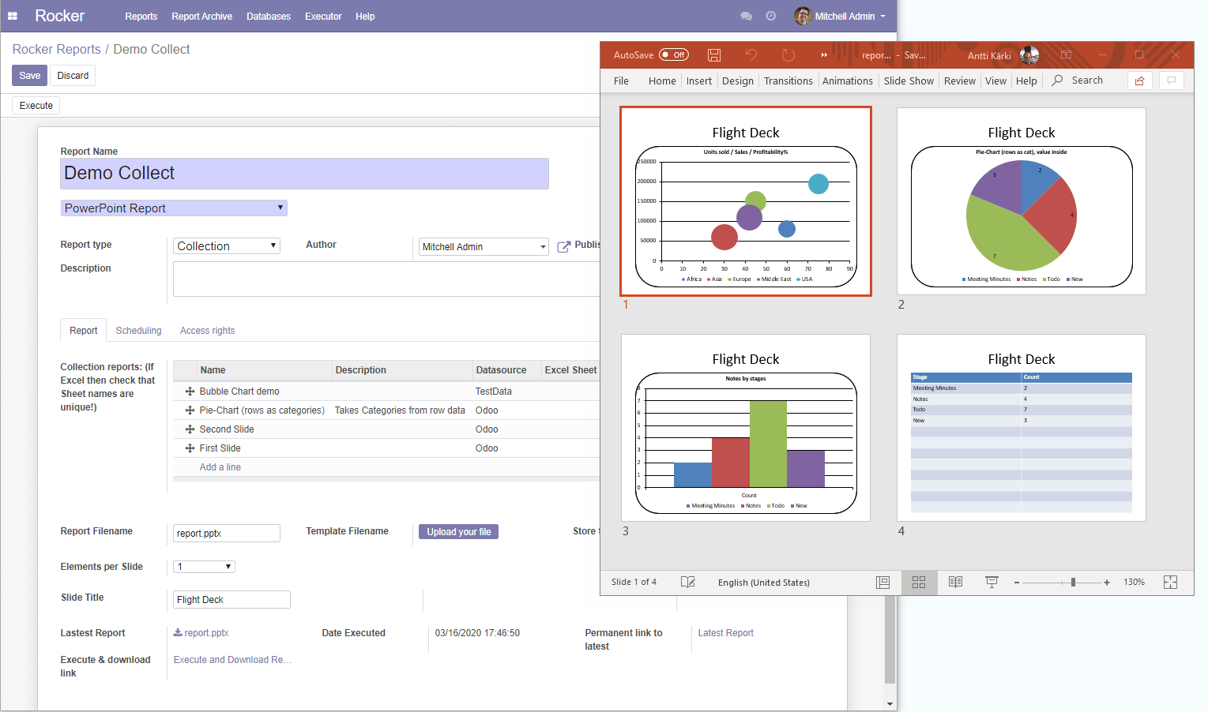 Rocker Reports Report Archive Databases Executor Help Mitchell Admin
Rocker Reports / Demo Collect
Save Discard
Execute
Report Name
Demo Collect
PowerPoint Report
Report type Collection Author Mitchell Admin Publis
Description
Report Scheduling Access rights
Collection reports: (If
Excel then check that
Sheet names are
unique!)
Name Description Datasource Excel Sheet
Bubble Chart demo TestData
Pie-Chart (rows as categories) Takes Categories from row data Odoo
Second Slide Odoo
First Slide Odoo
Add a line
Report Filename report.pptx Template Filename Upload your file Store t
Elements per Slide 1
Slide Title Flight Deck
Lastest Report report.pptx Date Executed 03/16/2020 17:46:50 Permanent link to
latest Latest Report
Execute & download
link Execute and Download Re...
AutoSave Off repor... - Sav... Antti Kärki
File Home Insert Design Transitions Animations Slide Show Review View Help Search
Flight Deck
Units sold / Sales / Profitability%
250000
200000
150000
100000
50000
0
0 10 20 30 40 50 60 70 80 90
Africa Asia Europe Middle East USA
1
Flight Deck
Pie-Chart (rows as cat), value inside
3 2
4
7
Meeting Minutes Notes Todo New
2
Flight Deck
Notes by stages
8
7
6
5
4
3
2
1
0
Count
Meeting Minutes Notes Todo New
3
Flight Deck
Stage Count
Meeting Minutes 2
Notes 4
Todo 7
New 3
4
Slide 1 of 4 English (United States) 130%